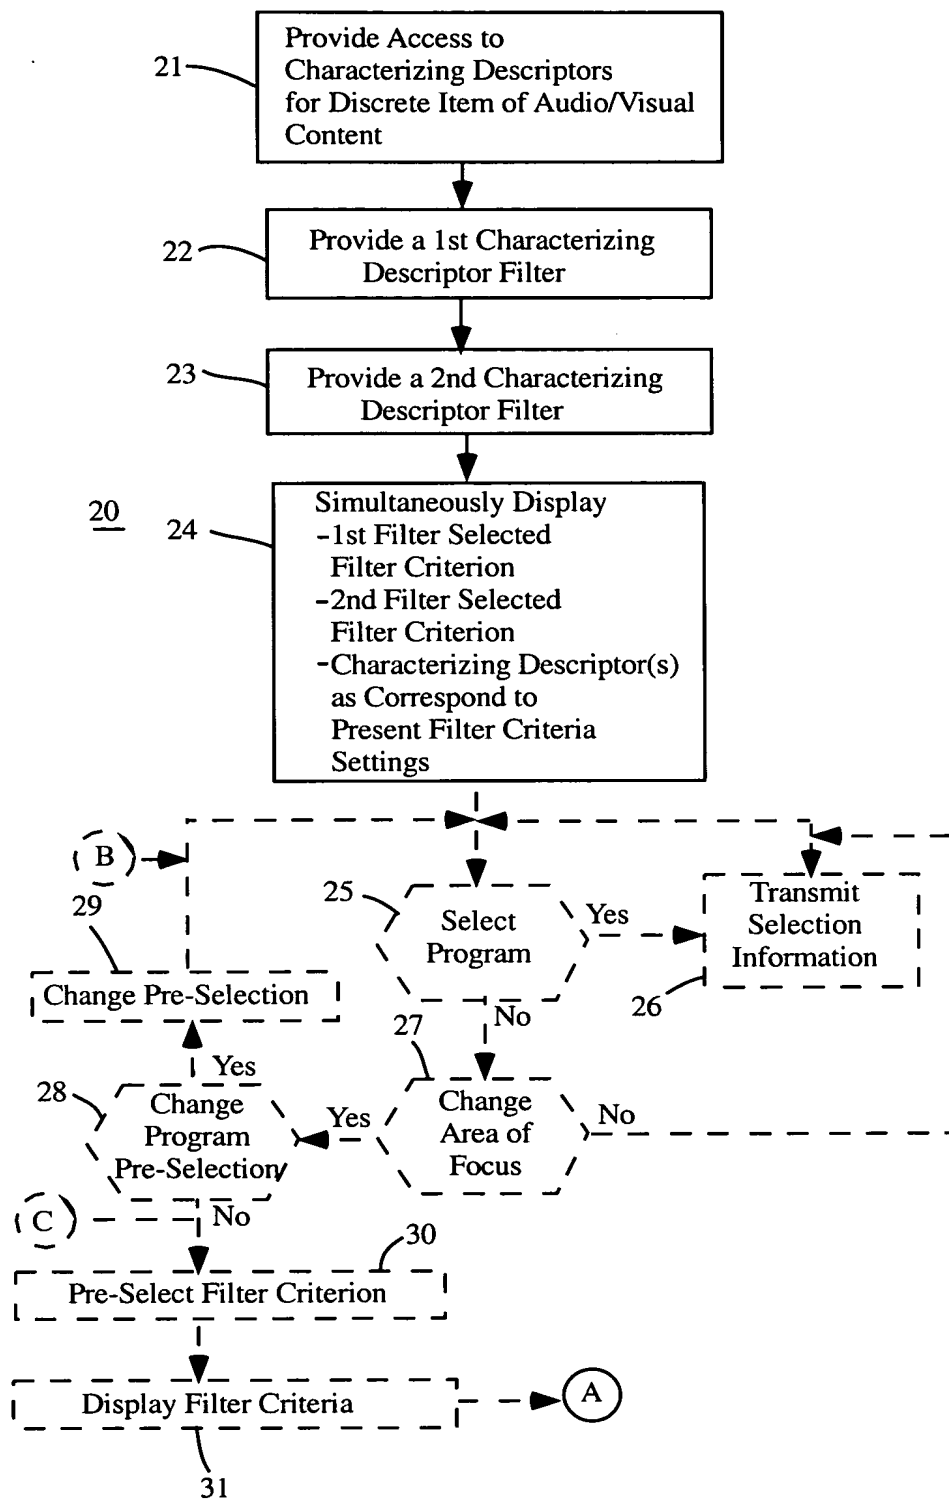 Provide Access to
Characterizing Descriptors
for Discrete Item of Audio/Visual
Content
21
Provide a 1st Characterizing
Descriptor Filter
22
Provide a 2nd Characterizing
Descriptor Filter
23
20
24
Simultaneously Display
-1st Filter Selected
Filter Criterion
-2nd Filter Selected
Filter Criterion
-Characterizing Descriptor(s)
as Correspond to
Present Filter Criteria
Settings
B
29
Change Pre-Selection
25
Select
Program
Yes
Transmit
Selection
Information
26
No
27
Change
Area of
Focus
No
Yes
Yes
28
Change
Program
Pre-Selection
C
No
30
Pre-Select Filter Criterion
Display Filter Criteria
A
31